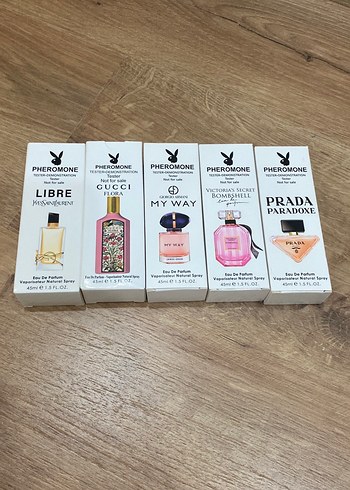 PHEROMONE
TESTER-DEMONSTRATION
Tester
Not for sale
LIBRE
YVES SAINT LAURENT
Eau De Parfum
Vaporisateur Natural Spray
45ml ℮ 1.5 FL.OZ.
PHEROMONE
TESTER-DEMONSTRATION
Tester
Not for sale
GUCCI
FLORA
Eau De Parfum - Vaporisateur Natural Spray
45ml ℮ 1.5 FL.OZ.
PHEROMONE
TESTER-DEMONSTRATION
Tester
Not for sale
GIORGIO ARMANI
MY WAY
MY WAY
Eau De Parfum
Vaporisateur Natural Spray
45ml ℮ 1.5 FL.OZ.
PHEROMONE
TESTER-DEMONSTRATION
Tester
Not for sale
VICTORIA'S SECRET
BOMBSHELL
Eau De Parfum
Vaporisateur Natural Spray
45ml ℮ 1.5 FL.OZ.
PHEROMONE
TESTER-DEMONSTRATION
Tester
Not for sale
PRADA
PARADOXE
PRADA
Eau De Parfum
Vaporisateur Natural Spray
45ml ℮ 1.5 FL.OZ.